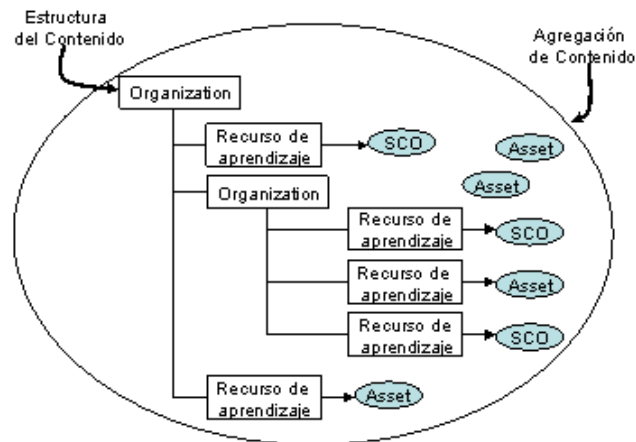 Estructura
del Contenido
Agregación
de Contenido
Organization
Recurso de
aprendizaje
SCO
Asset
Asset
Organization
Recurso de
aprendizaje
SCO
Recurso de
aprendizaje
Asset
Recurso de
aprendizaje
SCO
Recurso de
aprendizaje
Asset